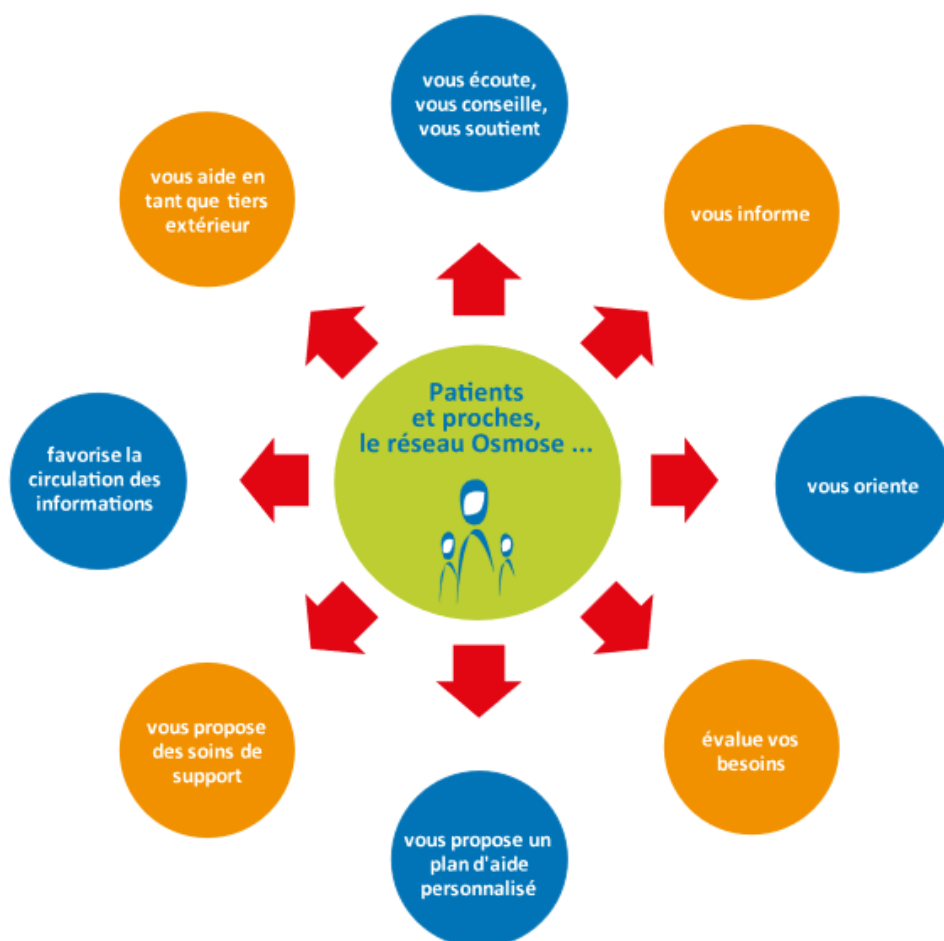 Patients
et proches,
le réseau Osmose ...
vous écoute,
vous conseille,
vous soutient
vous informe
vous oriente
évalue vos
besoins
vous propose un
plan d'aide
personnalisé
vous propose
des soins de
support
favorise la
circulation des
informations
vous aide en
tant que tiers
extérieur